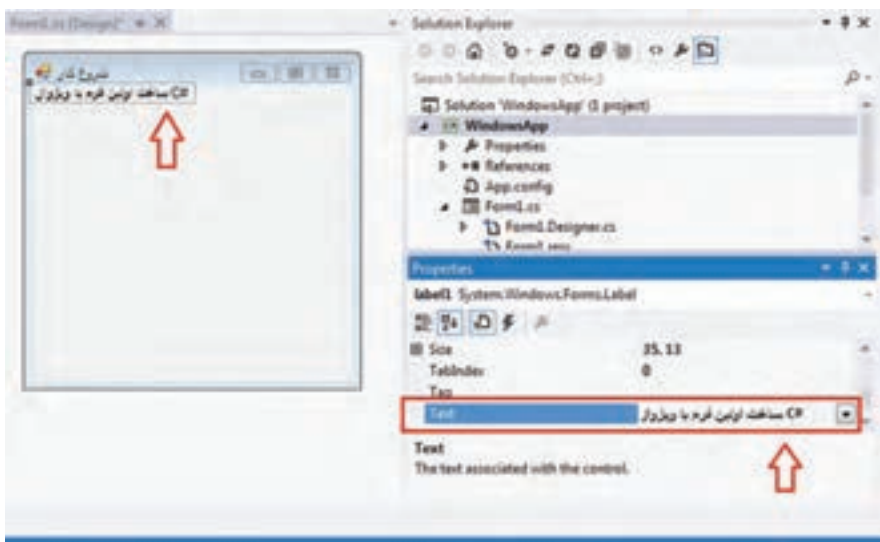 Form1.cs [Design]*
شروع کار
ساخت اولین فرم با ویژوال C#
Solution Explorer
Search Solution Explorer (Ctrl+;)
Solution 'WindowsApp' (1 project)
WindowsApp
Properties
References
App.config
Form1.cs
Form1.Designer.cs
Form1.resx
Properties
label1 System.Windows.Forms.Label
Size 35, 13
TabIndex 0
Tag
Text ساخت اولین فرم با ویژوال C#
Text
The text associated with the control.